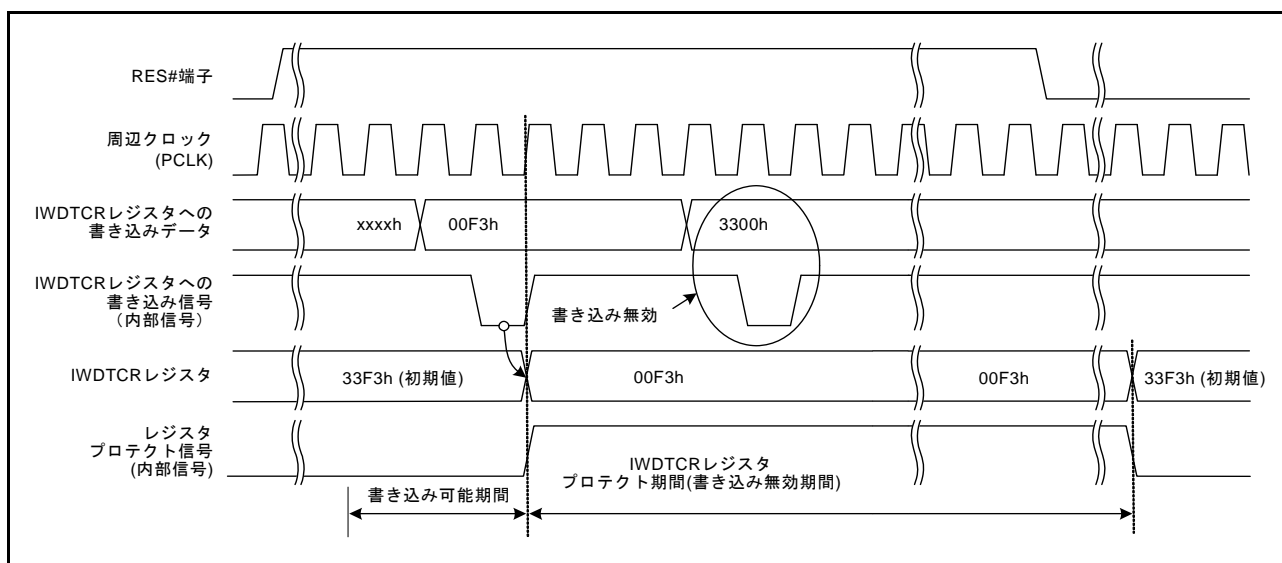 RES#端子
周辺クロック
(PCLK)
IWDTCRレジスタへの
書き込みデータ
xxxxh
00F3h
3300h
IWDTCRレジスタへの
書き込み信号
（内部信号）
書き込み無効
IWDTCRレジスタ
33F3h (初期値)
00F3h
00F3h
33F3h (初期値)
レジスタ
プロテクト信号
(内部信号)
IWDTCRレジスタ
プロテクト期間(書き込み無効期間)
書き込み可能期間